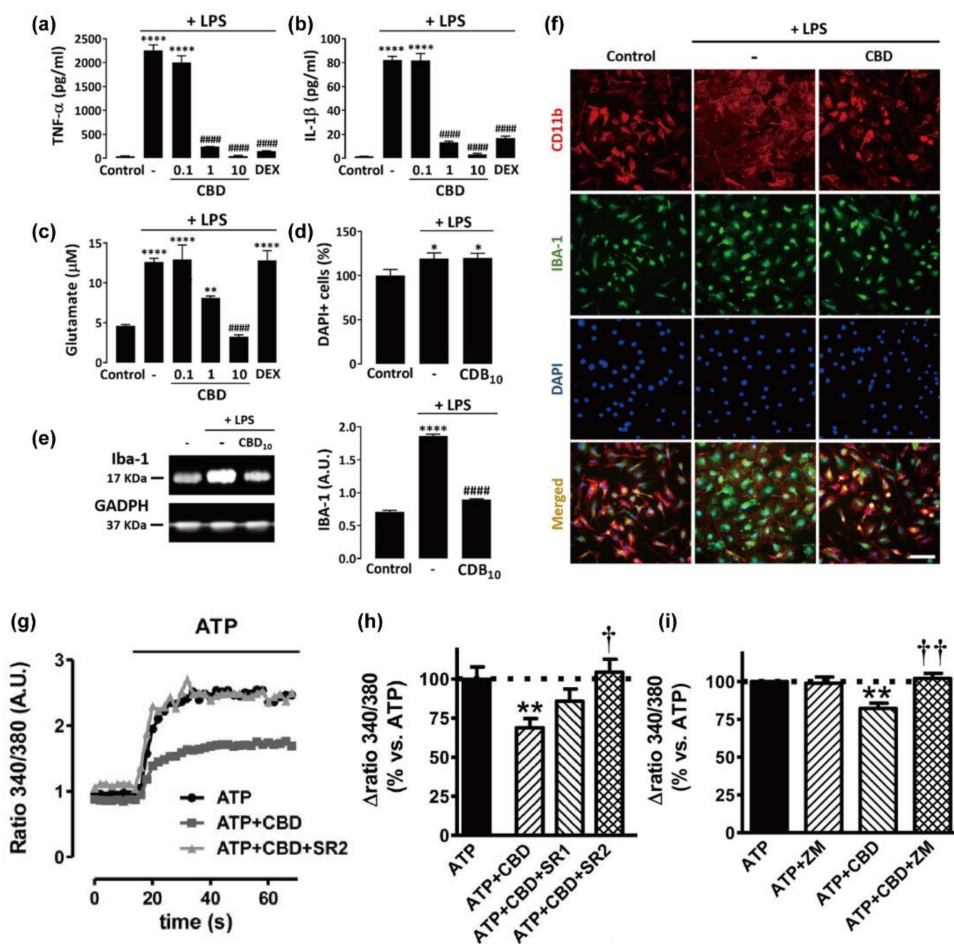 (a)
+ LPS
TNF-α (pg/ml)
2500
2000
1500
1000
500
0
****
****
####
####
####
Control
-
0.1
1
10
DEX
CBD
(b)
+ LPS
IL-1β (pg/ml)
100
80
60
40
20
0
****
****
####
####
####
Control
-
0.1
1
10
DEX
CBD
(c)
+ LPS
Glutamate (μM)
15
10
5
0
****
****
**
####
****
Control
-
0.1
1
10
DEX
CBD
(d)
+ LPS
DAPI+ cells (%)
150
125
100
75
50
25
0
*
*
Control
-
CDB10
(e)
+ LPS
-
-
CBD10
Iba-1
17 KDa
GADPH
37 KDa
+ LPS
IBA-1 (A.U.)
2.0
1.5
1.0
0.5
0.0
****
####
Control
-
CDB10
(f)
+ LPS
Control
-
CBD
CD11b
IBA-1
DAPI
Merged
(g)
ATP
Ratio 340/380 (A.U.)
3
2
1
0
ATP
ATP+CBD
ATP+CBD+SR2
0
20
40
60
time (s)
(h)
Δratio 340/380
(% vs. ATP)
125
100
75
50
25
0
**
†
ATP
ATP+CBD
ATP+CBD+SR1
ATP+CBD+SR2
(i)
Δratio 340/380
(% vs. ATP)
125
100
75
50
25
0
**
††
ATP
ATP+ZM
ATP+CBD
ATP+CBD+ZM